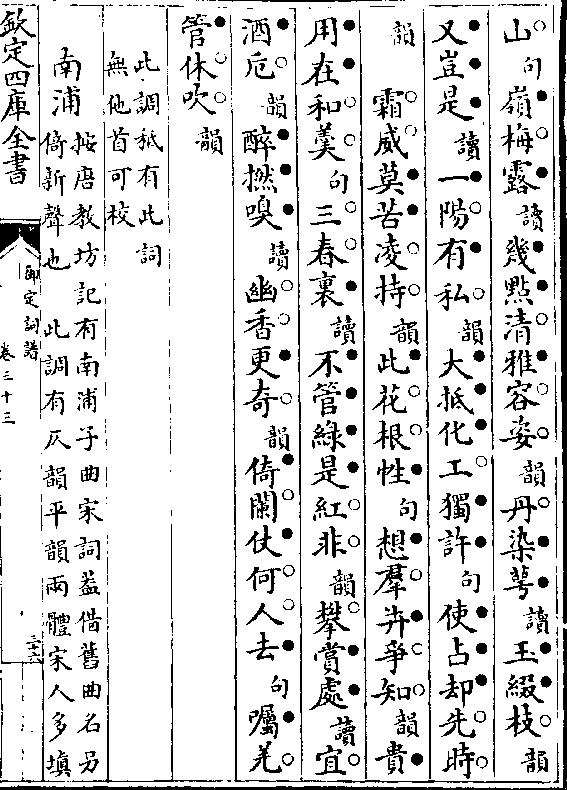 山句嶺梅露讀幾點清雅容姿韻丹染萼讀玉綴枝韻
又豈是讀一陽有私韻大抵化工獨許句使占却先時
韻霜威莫苦凌持韻此花根性句想羣卉爭知韻貴
用在和羮句三春裏讀不管綠是紅非韻攀賞處讀宜
酒卮韻醉撚嗅讀幽香更奇韻倚闌仗何人去句囑羌
管休吹韻
此調祗有此詞
無他首可校
南浦按唐教坊記有南浦子曲宋詞葢借舊曲名另
倚新聲也此調有仄韻平韻兩體宋人多填
欽定四庫全書
御定詞譜
卷三十三